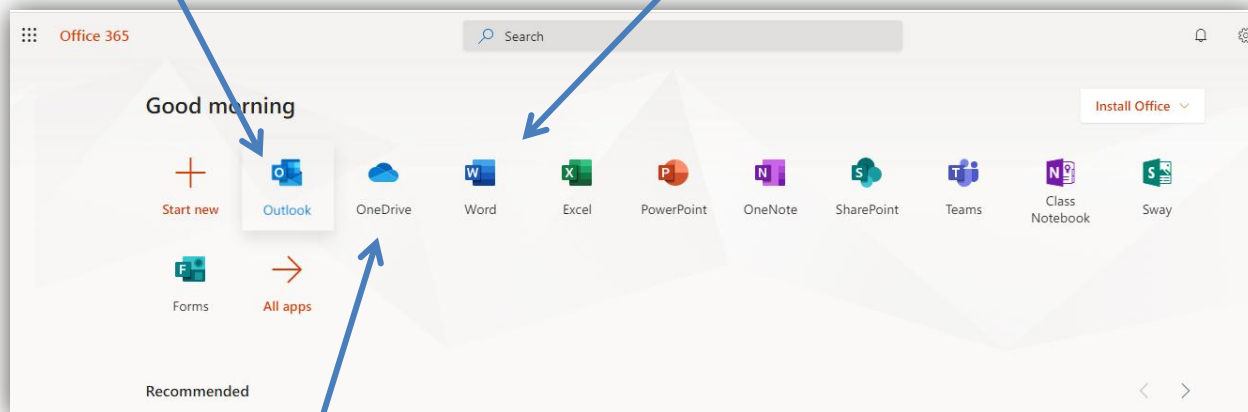 Office 365
Search
Good morning
Install Office
Start new
Outlook
OneDrive
Word
Excel
PowerPoint
OneNote
SharePoint
Teams
Class
Notebook
Sway
Forms
All apps
Recommended